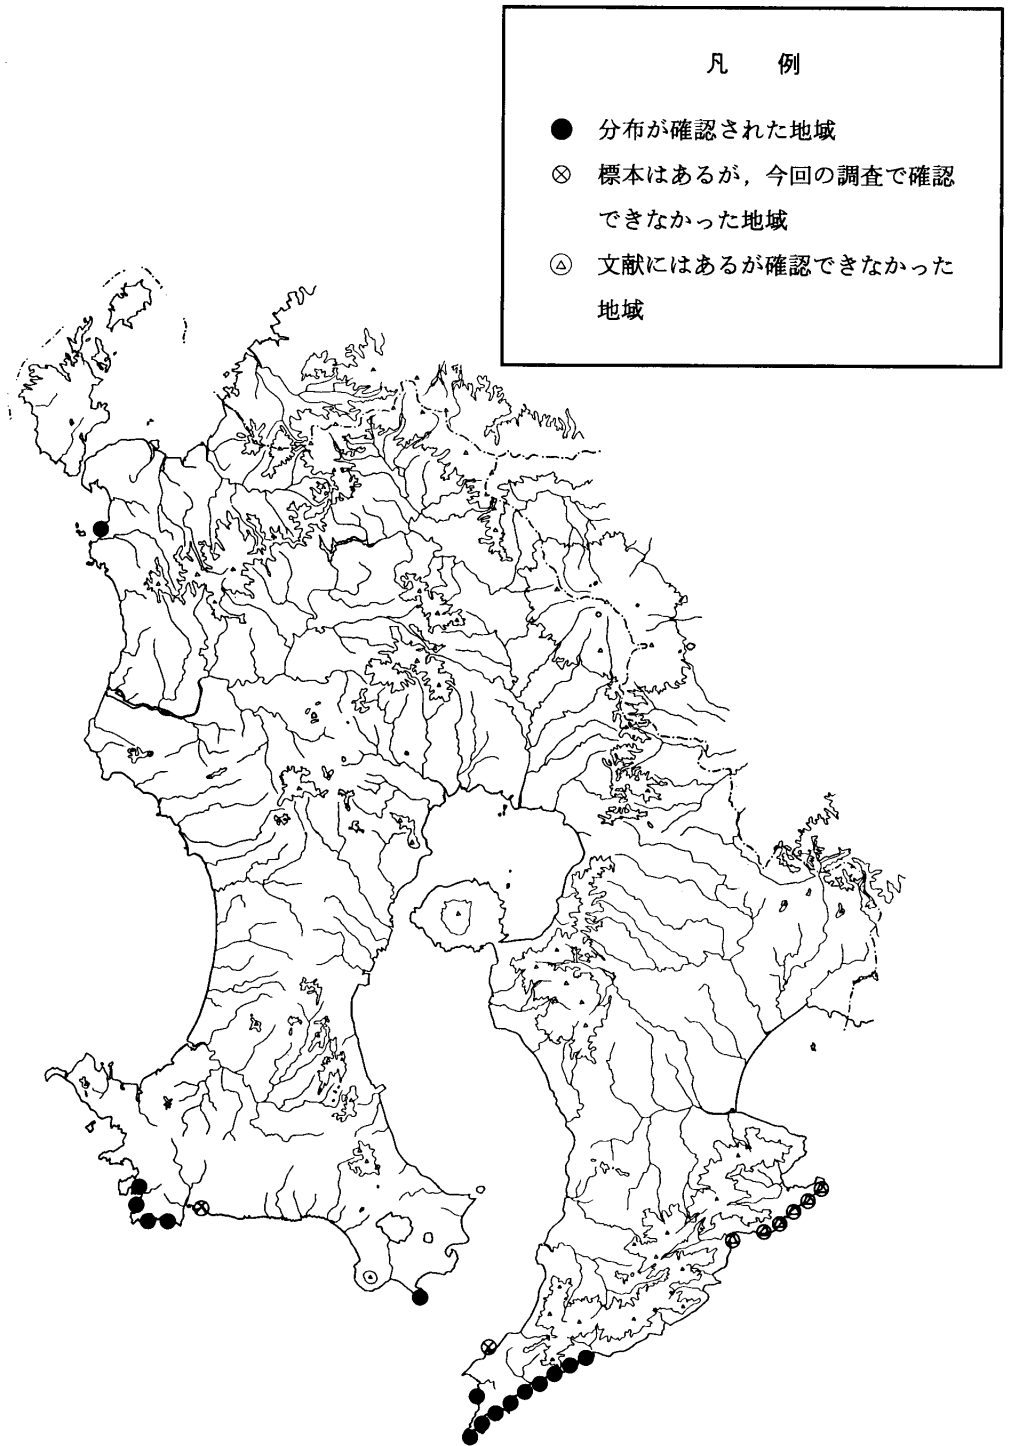 凡 例
● 分布が確認された地域
⊗ 標本はあるが，今回の調査で確認
できなかった地域
文献にはあるが確認できなかった
地域